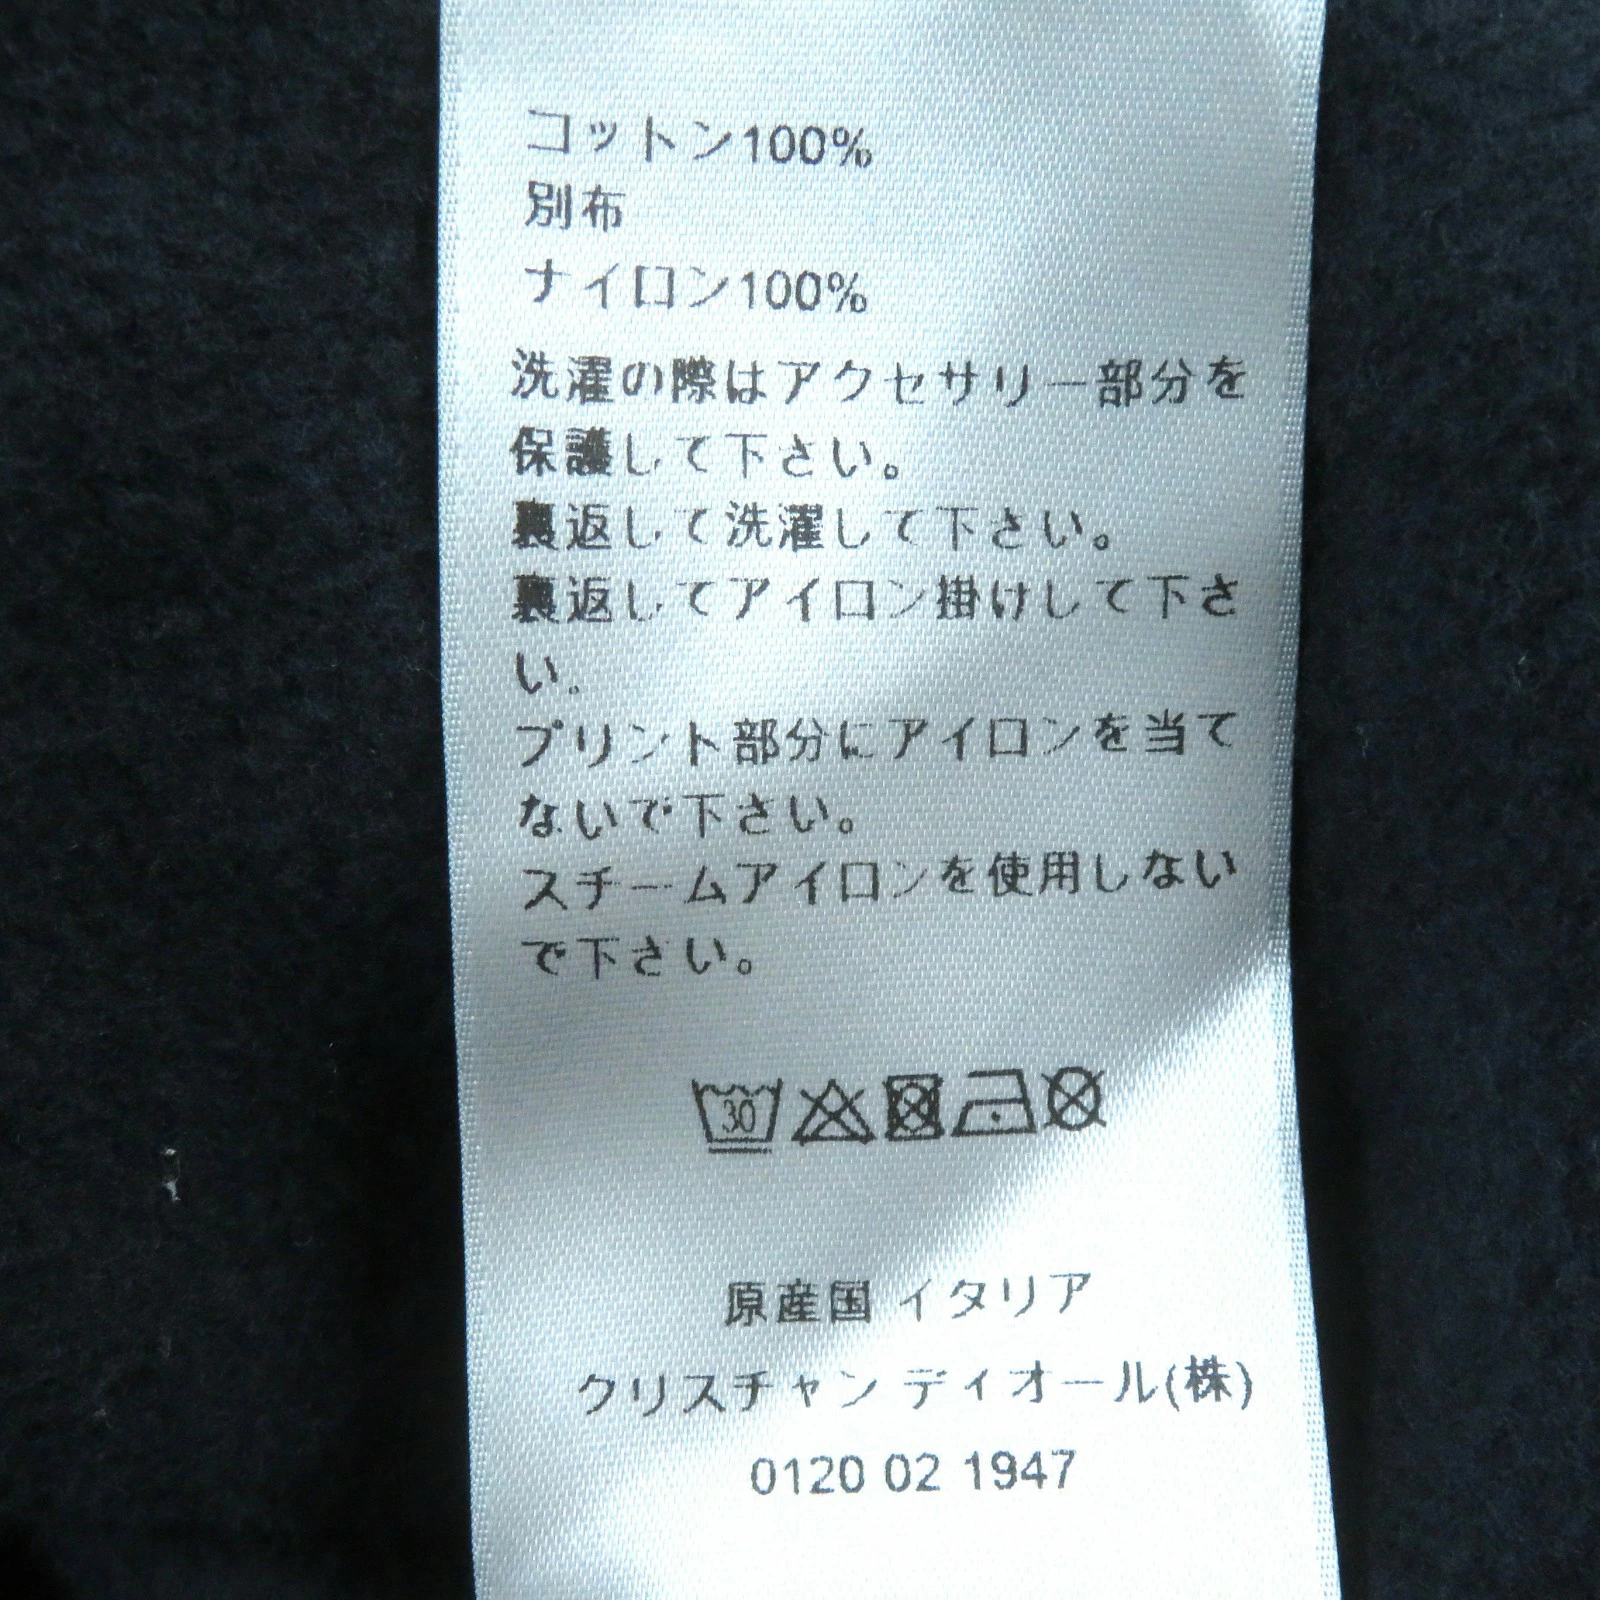 コットン100%
別布
ナイロン100%
洗濯の際はアクセサリー部分を
保護して下さい。
裏返して洗濯して下さい。
裏返してアイロン掛けして下さ
い。
プリント部分にアイロンを当て
ないで下さい。
スチームアイロンを使用しない
で下さい。
30
原産国 イタリア
クリスチャン ディオール(株)
0120 02 1947